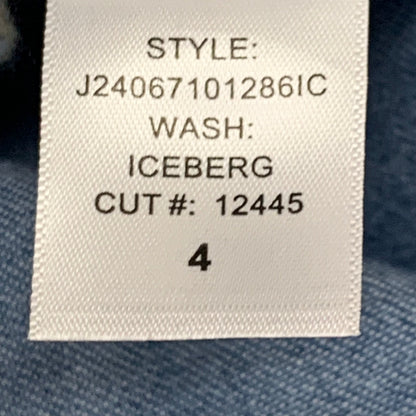 STYLE:
J24067101286IC
WASH:
ICEBERG
CUT #: 12445
4